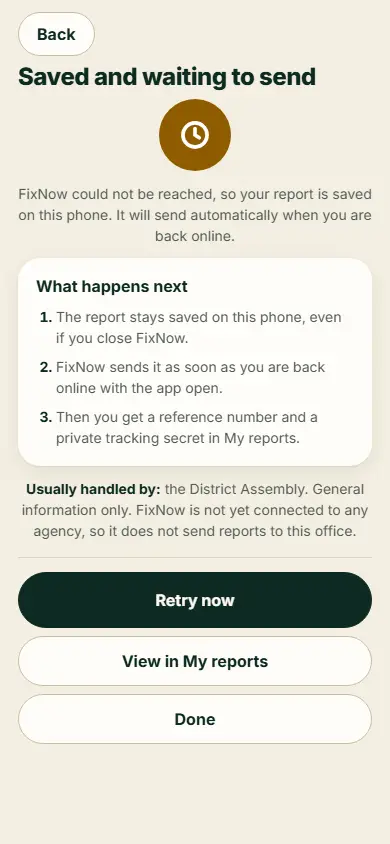 Back
Saved and waiting to send
FixNow could not be reached, so your report is saved
on this phone. It will send automatically when you are
back online.
What happens next
1. The report stays saved on this phone, even
if you close FixNow.
2. FixNow sends it as soon as you are back
online with the app open.
3. Then you get a reference number and a
private tracking secret in My reports.
Usually handled by: the District Assembly. General
information only. FixNow is not yet connected to any
agency, so it does not send reports to this office.
Retry now
View in My reports
Done